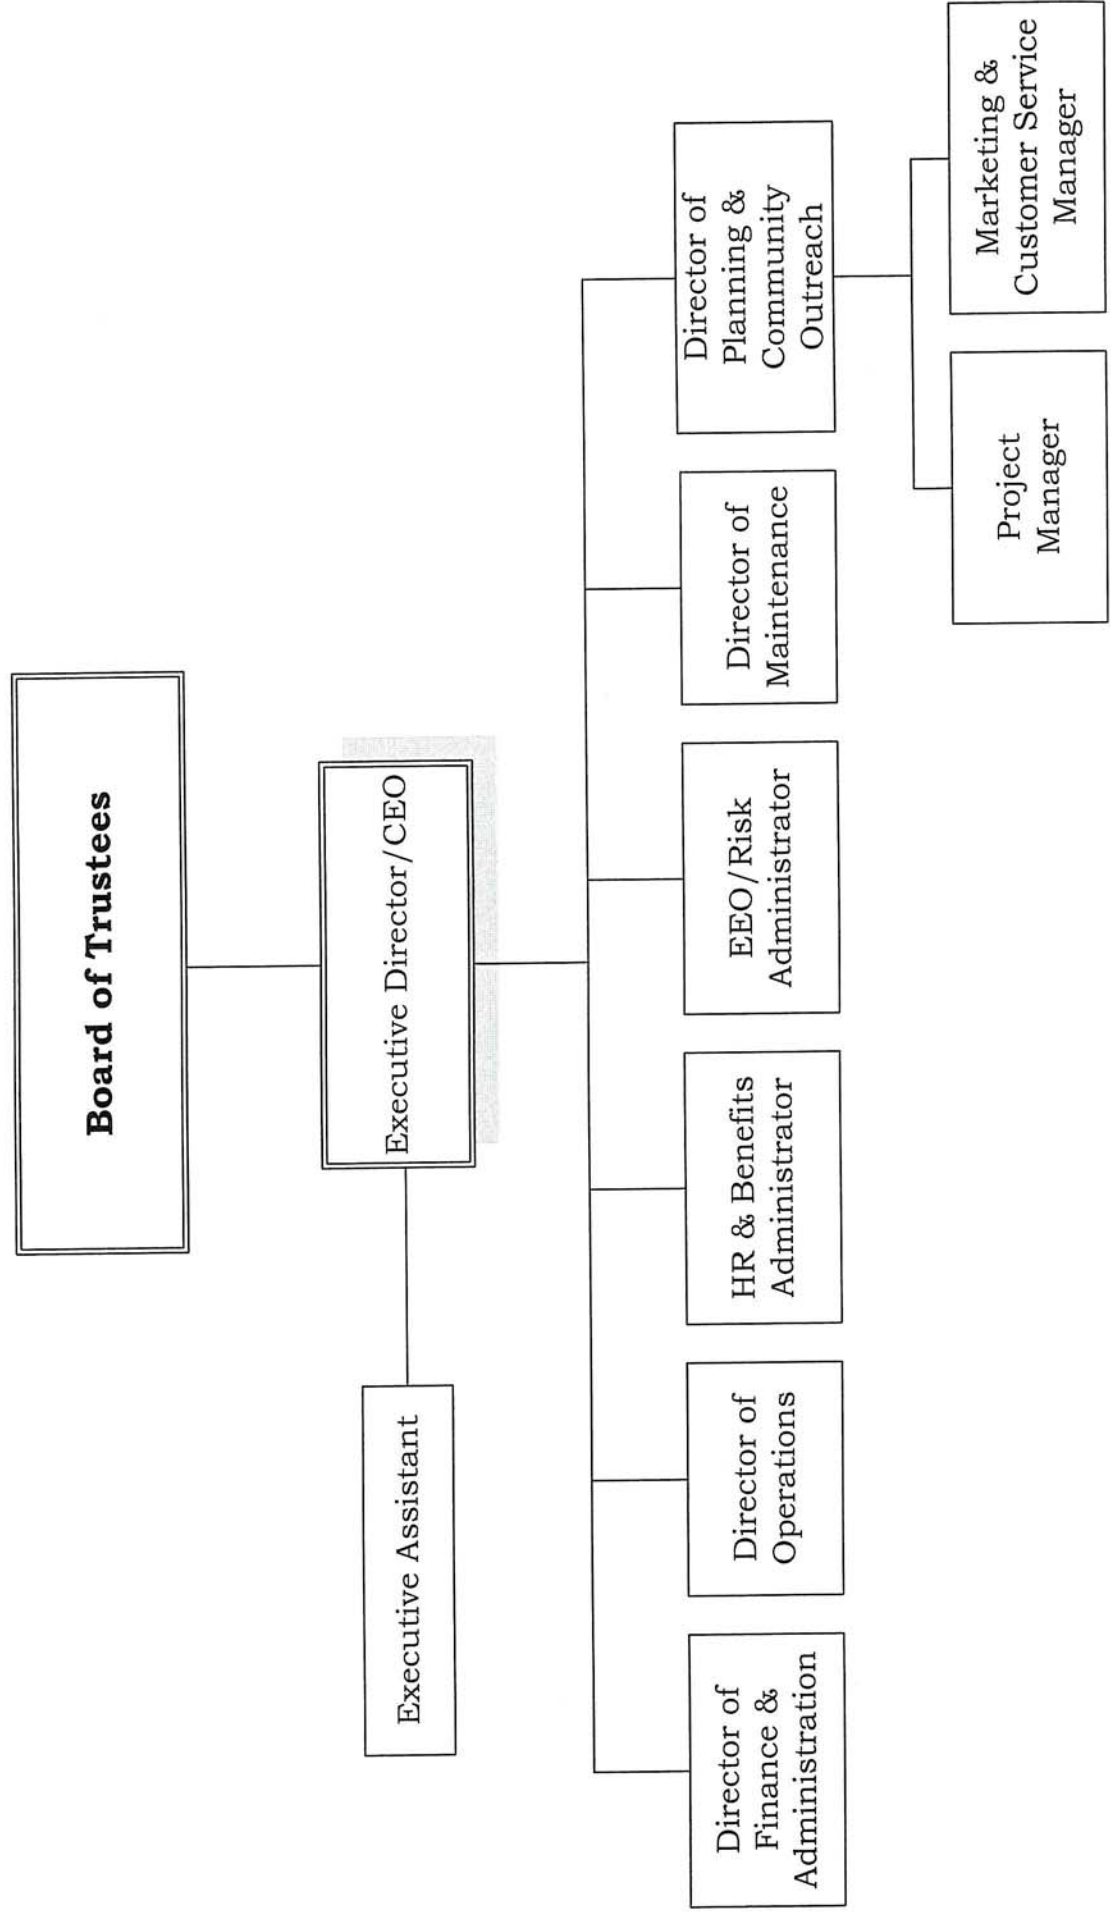 Board of Trustees
Executive Director/CEO
Executive Assistant
Director of
Finance &
Administration
Director of
Operations
HR & Benefits
Administrator
EEO/Risk
Administrator
Director of
Maintenance
Director of
Planning &
Community
Outreach
Project
Manager
Marketing &
Customer Service
Manager